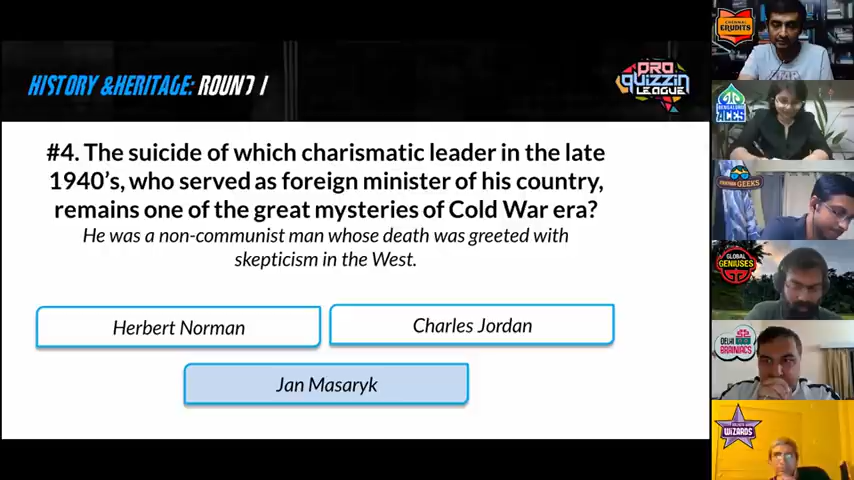 HISTORY &HERITAGE: ROUND 1
PRO
QUIZZIN
LEAGUE
#4. The suicide of which charismatic leader in the late
1940's, who served as foreign minister of his country,
remains one of the great mysteries of Cold War era?
He was a non-communist man whose death was greeted with
skepticism in the West.
Herbert Norman
Charles Jordan
Jan Masaryk
CHENNAI
ERUDITS
BENGALURU
ACES
GEEKS
GLOBAL
GENIUSES
BRAINIACS
WIZARDS